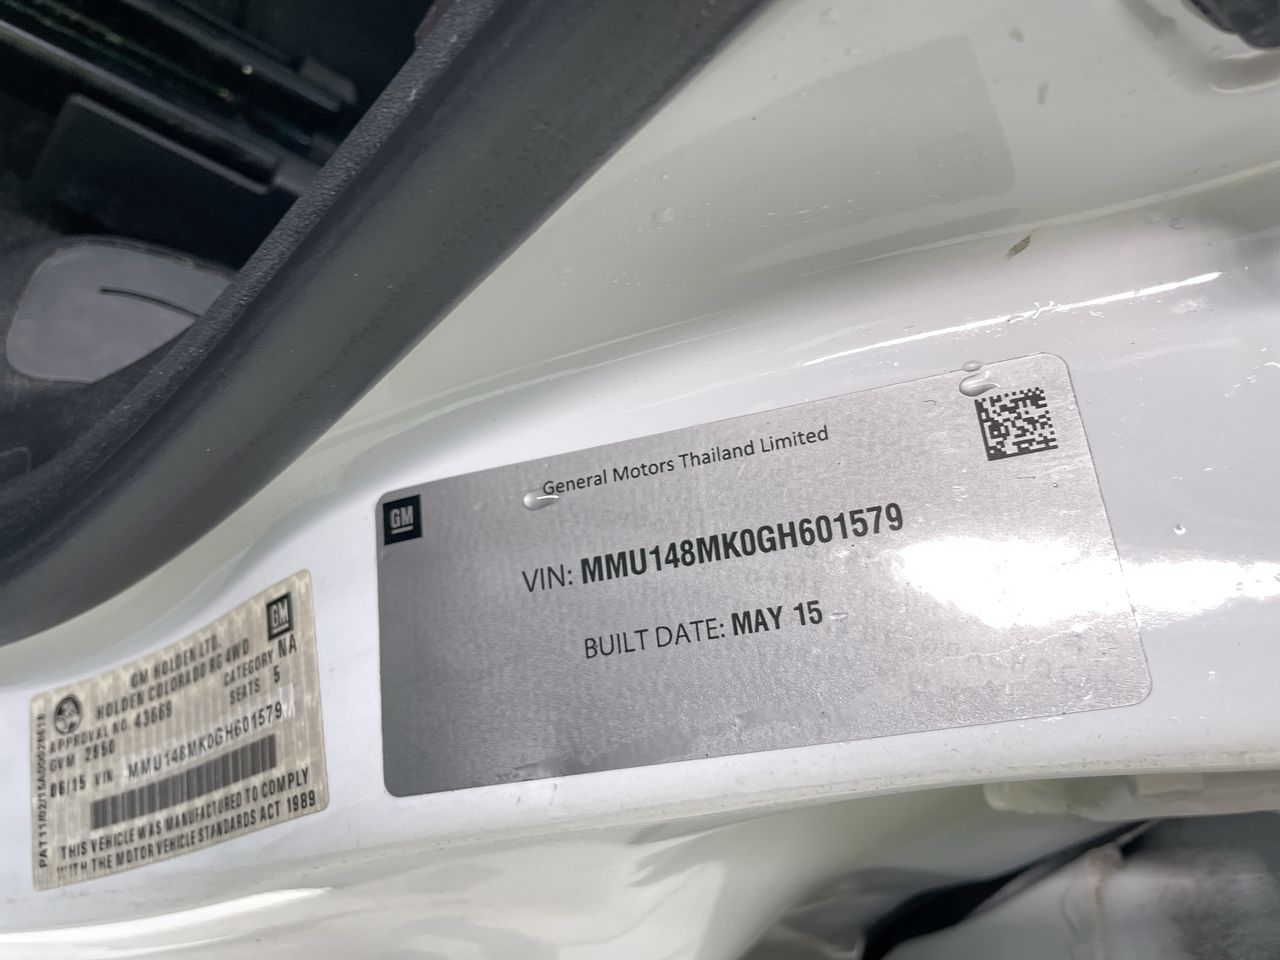 General Motors Thailand Limited
GM
VIN: MMU148MK0GH601579
BUILT DATE: MAY 15
GM
GM HOLDEN LTD.
HOLDEN COLORADO RG 4WD
APPROVAL NO. 43669 CATEGORY NA
GVM 2950 SEATS 5
06/15 VIN MMU148MK0GH601579
THIS VEHICLE WAS MANUFACTURED TO COMPLY
WITH THE MOTOR VEHICLE STANDARDS ACT 1989